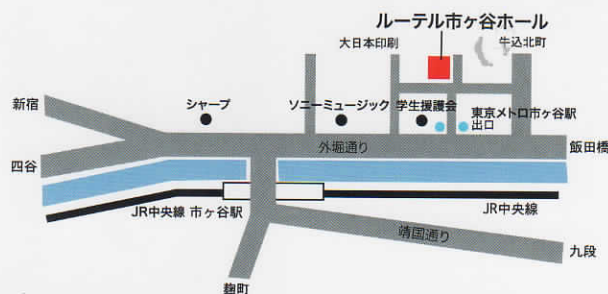 ルーテル市ヶ谷ホール
大日本印刷
牛込北町
新宿
シャープ
ソニーミュージック
学生援護会
東京メトロ市ヶ谷駅
出口
四谷
外堀通り
飯田橋
JR中央線 市ヶ谷駅
JR中央線
靖国通り
九段
麹町